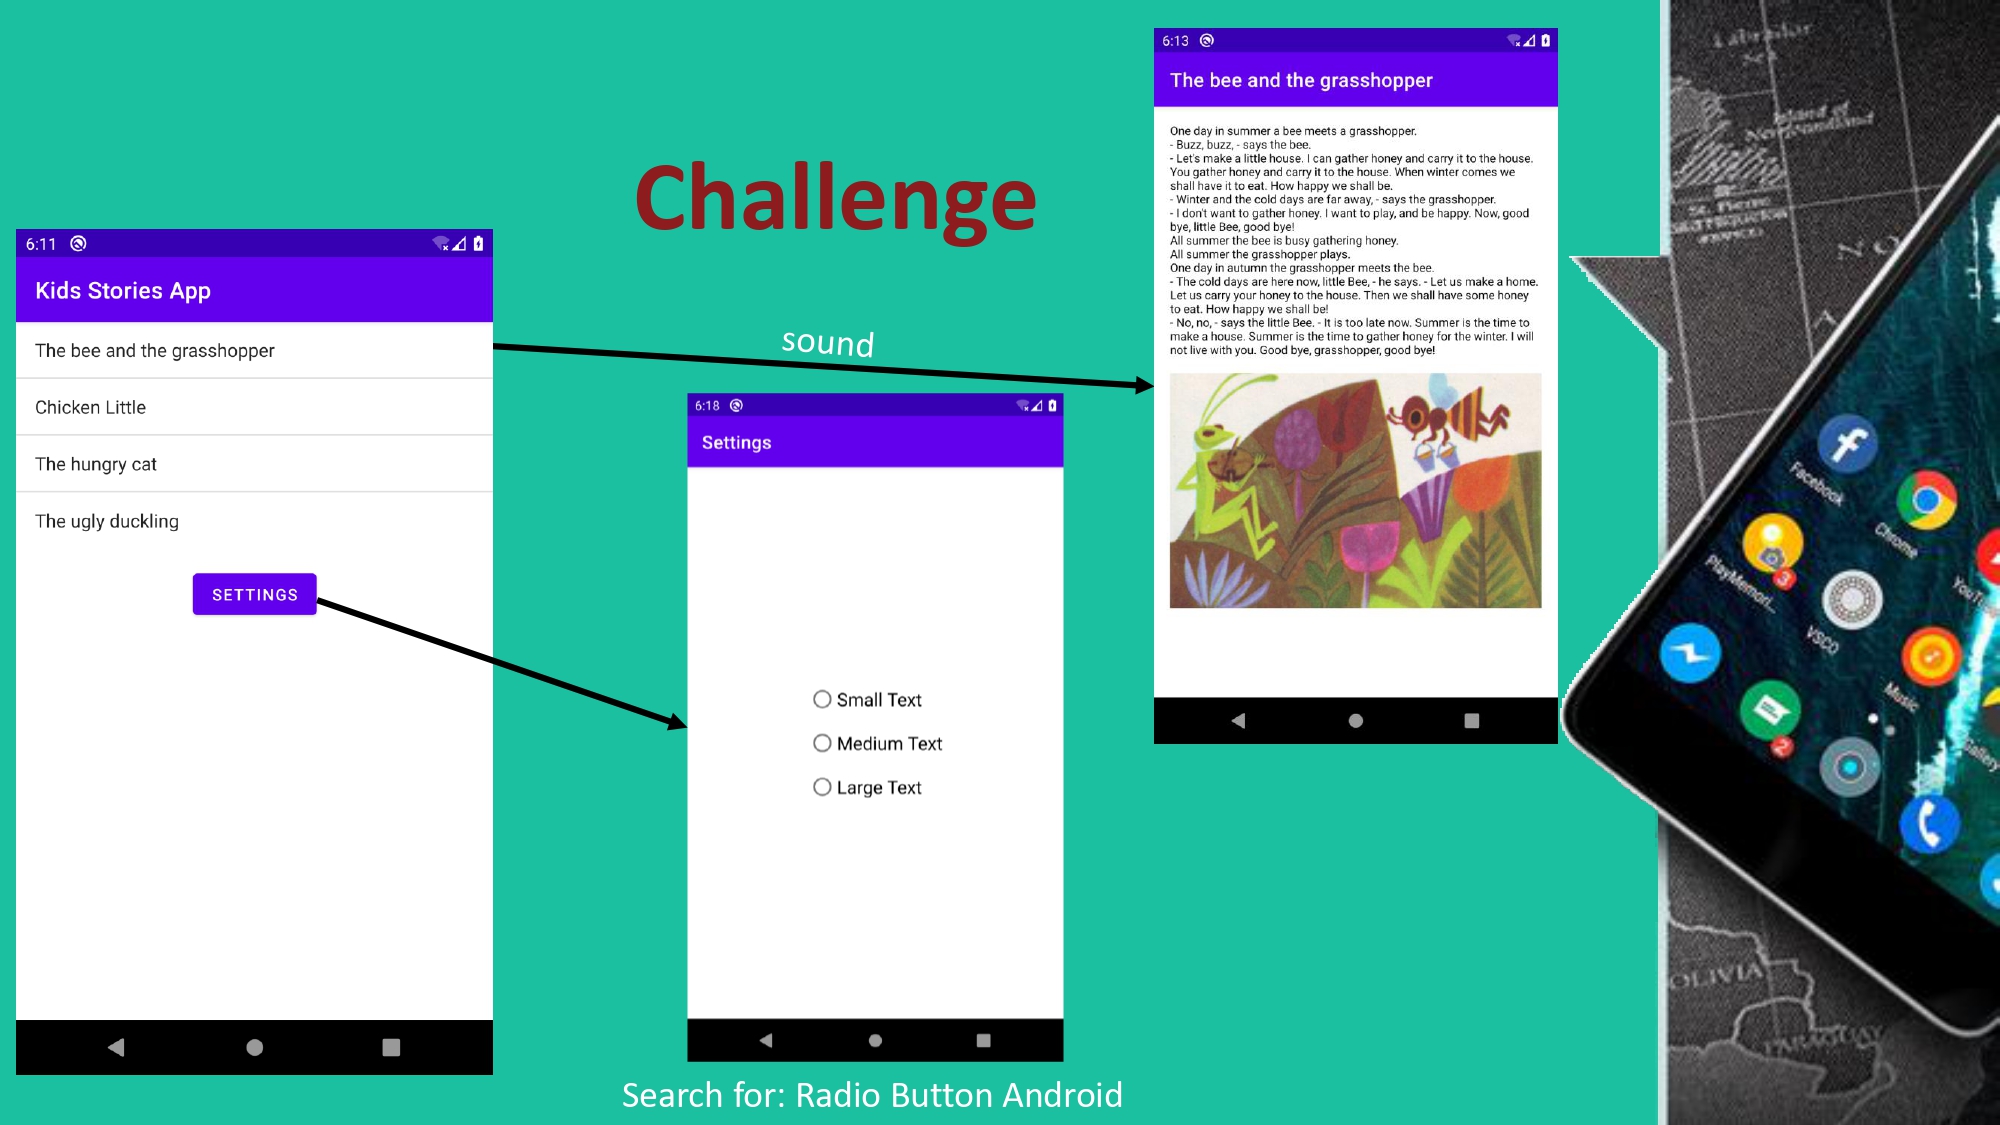 Challenge
6:11
Kids Stories App
The bee and the grasshopper
Chicken Little
The hungry cat
The ugly duckling
SETTINGS
sound
6:18
Settings
Small Text
Medium Text
Large Text
Search for: Radio Button Android
6:13
The bee and the grasshopper
One day in summer a bee meets a grasshopper.
- Buzz, buzz, - says the bee.
- Let's make a little house. I can gather honey and carry it to the house.
You gather honey and carry it to the house. When winter comes we
shall have it to eat. How happy we shall be.
- Winter and the cold days are far away, - says the grasshopper.
- I don't want to gather honey. I want to play, and be happy. Now, good
bye, little Bee, good bye!
All summer the bee is busy gathering honey.
All summer the grasshopper plays.
One day in autumn the grasshopper meets the bee.
- The cold days are here now, little Bee, - he says. - Let us make a home.
Let us carry your honey to the house. Then we shall have some honey
to eat. How happy we shall be!
- No, no, - says the little Bee. - It is too late now. Summer is the time to
make a house. Summer is the time to gather honey for the winter. I will
not live with you. Good bye, grasshopper, good bye!
Labrador
Island of
Newfoundland
St. Pierre
Facebook
Chrome
PlayMemori...
3
VSCO
YouTube
Music
2
Gallery
BOLIVIA
PARAGUAY